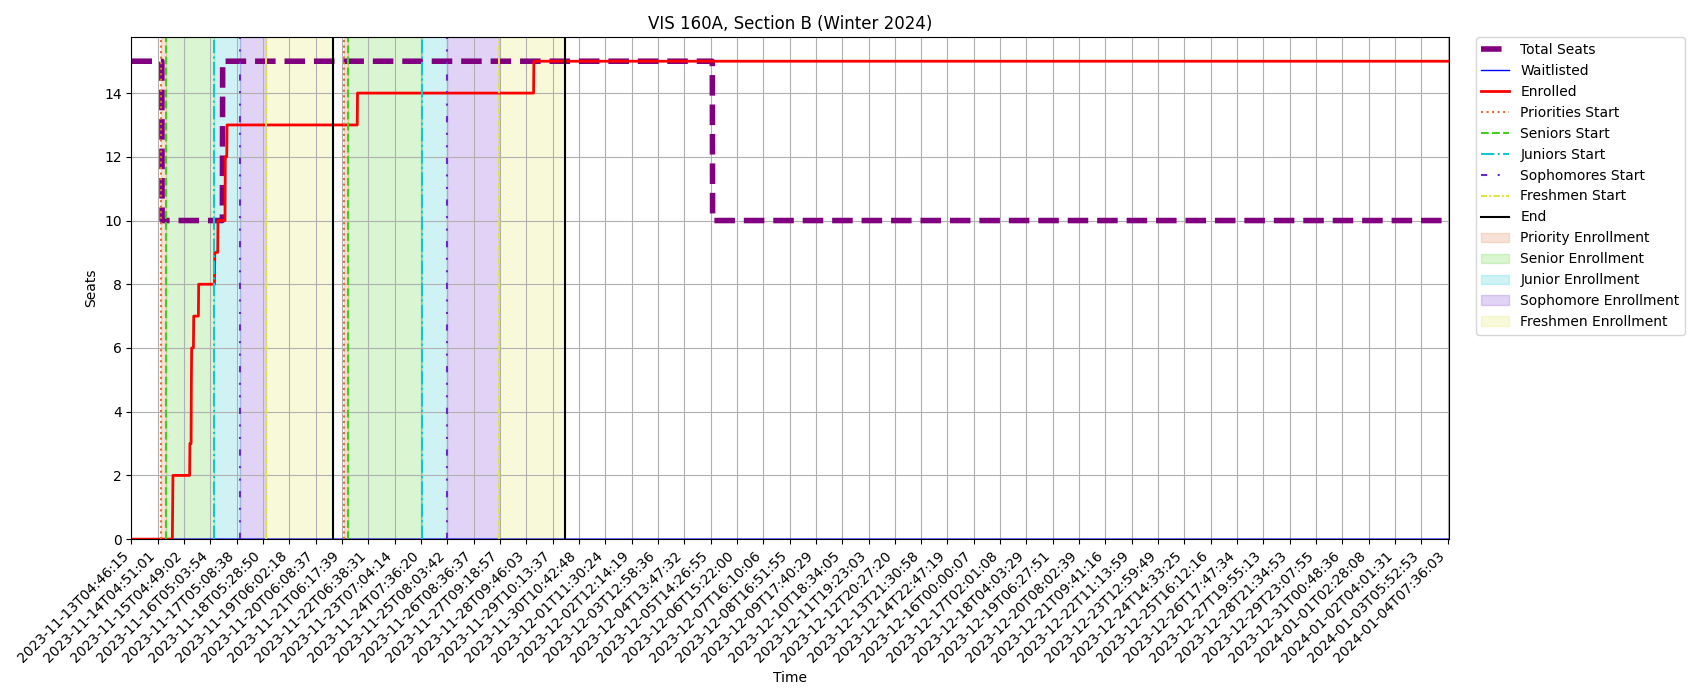 VIS 160A, Section B (Winter 2024)
Seats
14
12
10
8
6
4
2
0
2023-11-13T04:46:15
2023-11-14T04:51:01
2023-11-15T04:49:02
2023-11-16T05:03:54
2023-11-17T05:08:38
2023-11-18T05:28:50
2023-11-19T06:02:18
2023-11-20T06:08:37
2023-11-21T06:17:39
2023-11-22T06:38:31
2023-11-23T07:04:14
2023-11-24T07:36:20
2023-11-25T08:03:42
2023-11-26T08:36:37
2023-11-27T09:18:57
2023-11-28T09:46:03
2023-11-29T10:13:37
2023-11-30T10:42:48
2023-12-01T11:30:24
2023-12-02T12:14:19
2023-12-03T12:58:36
2023-12-04T13:47:32
2023-12-05T14:26:55
2023-12-06T15:22:00
2023-12-07T16:10:06
2023-12-08T16:51:55
2023-12-09T17:40:29
2023-12-10T18:34:05
2023-12-11T19:23:03
2023-12-12T20:27:20
2023-12-13T21:30:58
2023-12-14T22:47:19
2023-12-16T00:00:07
2023-12-17T02:01:08
2023-12-18T04:03:29
2023-12-19T06:27:51
2023-12-20T08:02:39
2023-12-21T09:41:16
2023-12-22T11:13:59
2023-12-23T12:59:49
2023-12-24T14:33:25
2023-12-25T16:12:16
2023-12-26T17:47:34
2023-12-27T19:55:13
2023-12-28T21:34:53
2023-12-29T23:07:55
2023-12-31T00:48:36
2024-01-01T02:28:08
2024-01-02T04:01:31
2024-01-03T05:52:53
2024-01-04T07:36:03
Time
Total Seats
Waitlisted
Enrolled
Priorities Start
Seniors Start
Juniors Start
Sophomores Start
Freshmen Start
End
Priority Enrollment
Senior Enrollment
Junior Enrollment
Sophomore Enrollment
Freshmen Enrollment